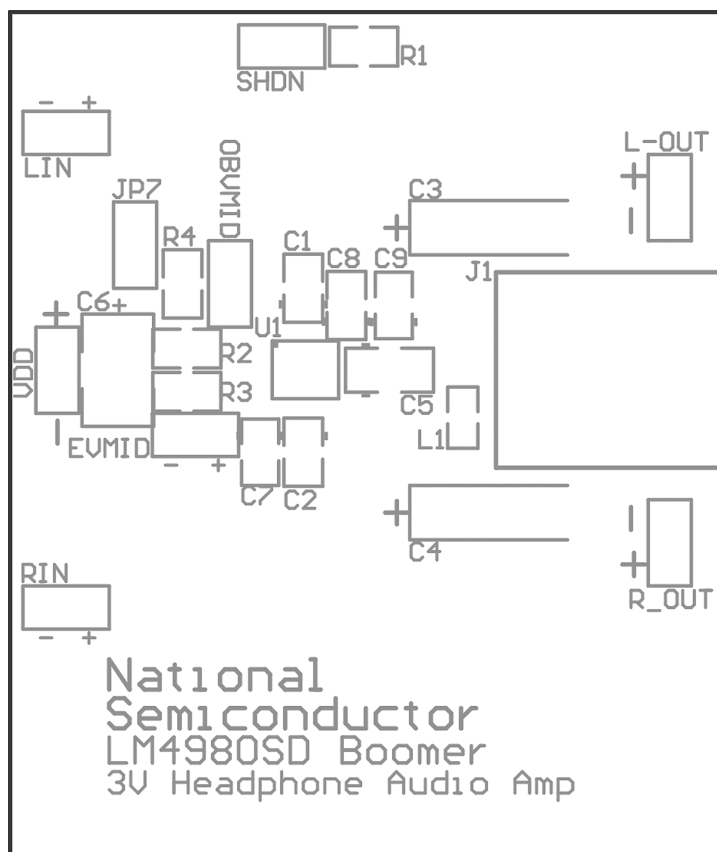 SHDN
R1
- +
LIN
OBVMID
L-OUT
+
-
JP7
R4
C1
C8
C9
C3
+
J1
C6+
+
VDD
-
U1
R2
R3
C5
L1
EVMID
- +
C7
C2
+
C4
-
+
R_OUT
RIN
- +
National
Semiconductor
LM4980SD Boomer
3V Headphone Audio Amp